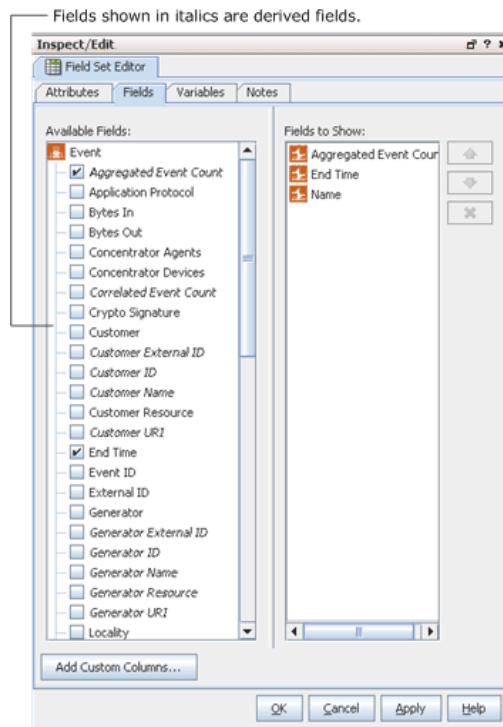 Fields shown in italics are derived fields.
Inspect/Edit
?
Field Set Editor
Attributes Fields Variables Notes
Available Fields:
Event
Aggregated Event Count
Application Protocol
Bytes In
Bytes Out
Concentrator Agents
Concentrator Devices
Correlated Event Count
Crypto Signature
Customer
Customer External ID
Customer ID
Customer Name
Customer Resource
Customer URI
End Time
Event ID
External ID
Generator
Generator External ID
Generator ID
Generator Name
Generator Resource
Generator URI
Locality
Fields to Show:
Aggregated Event Cour
End Time
Name
Add Custom Columns...
OK Cancel Apply Help